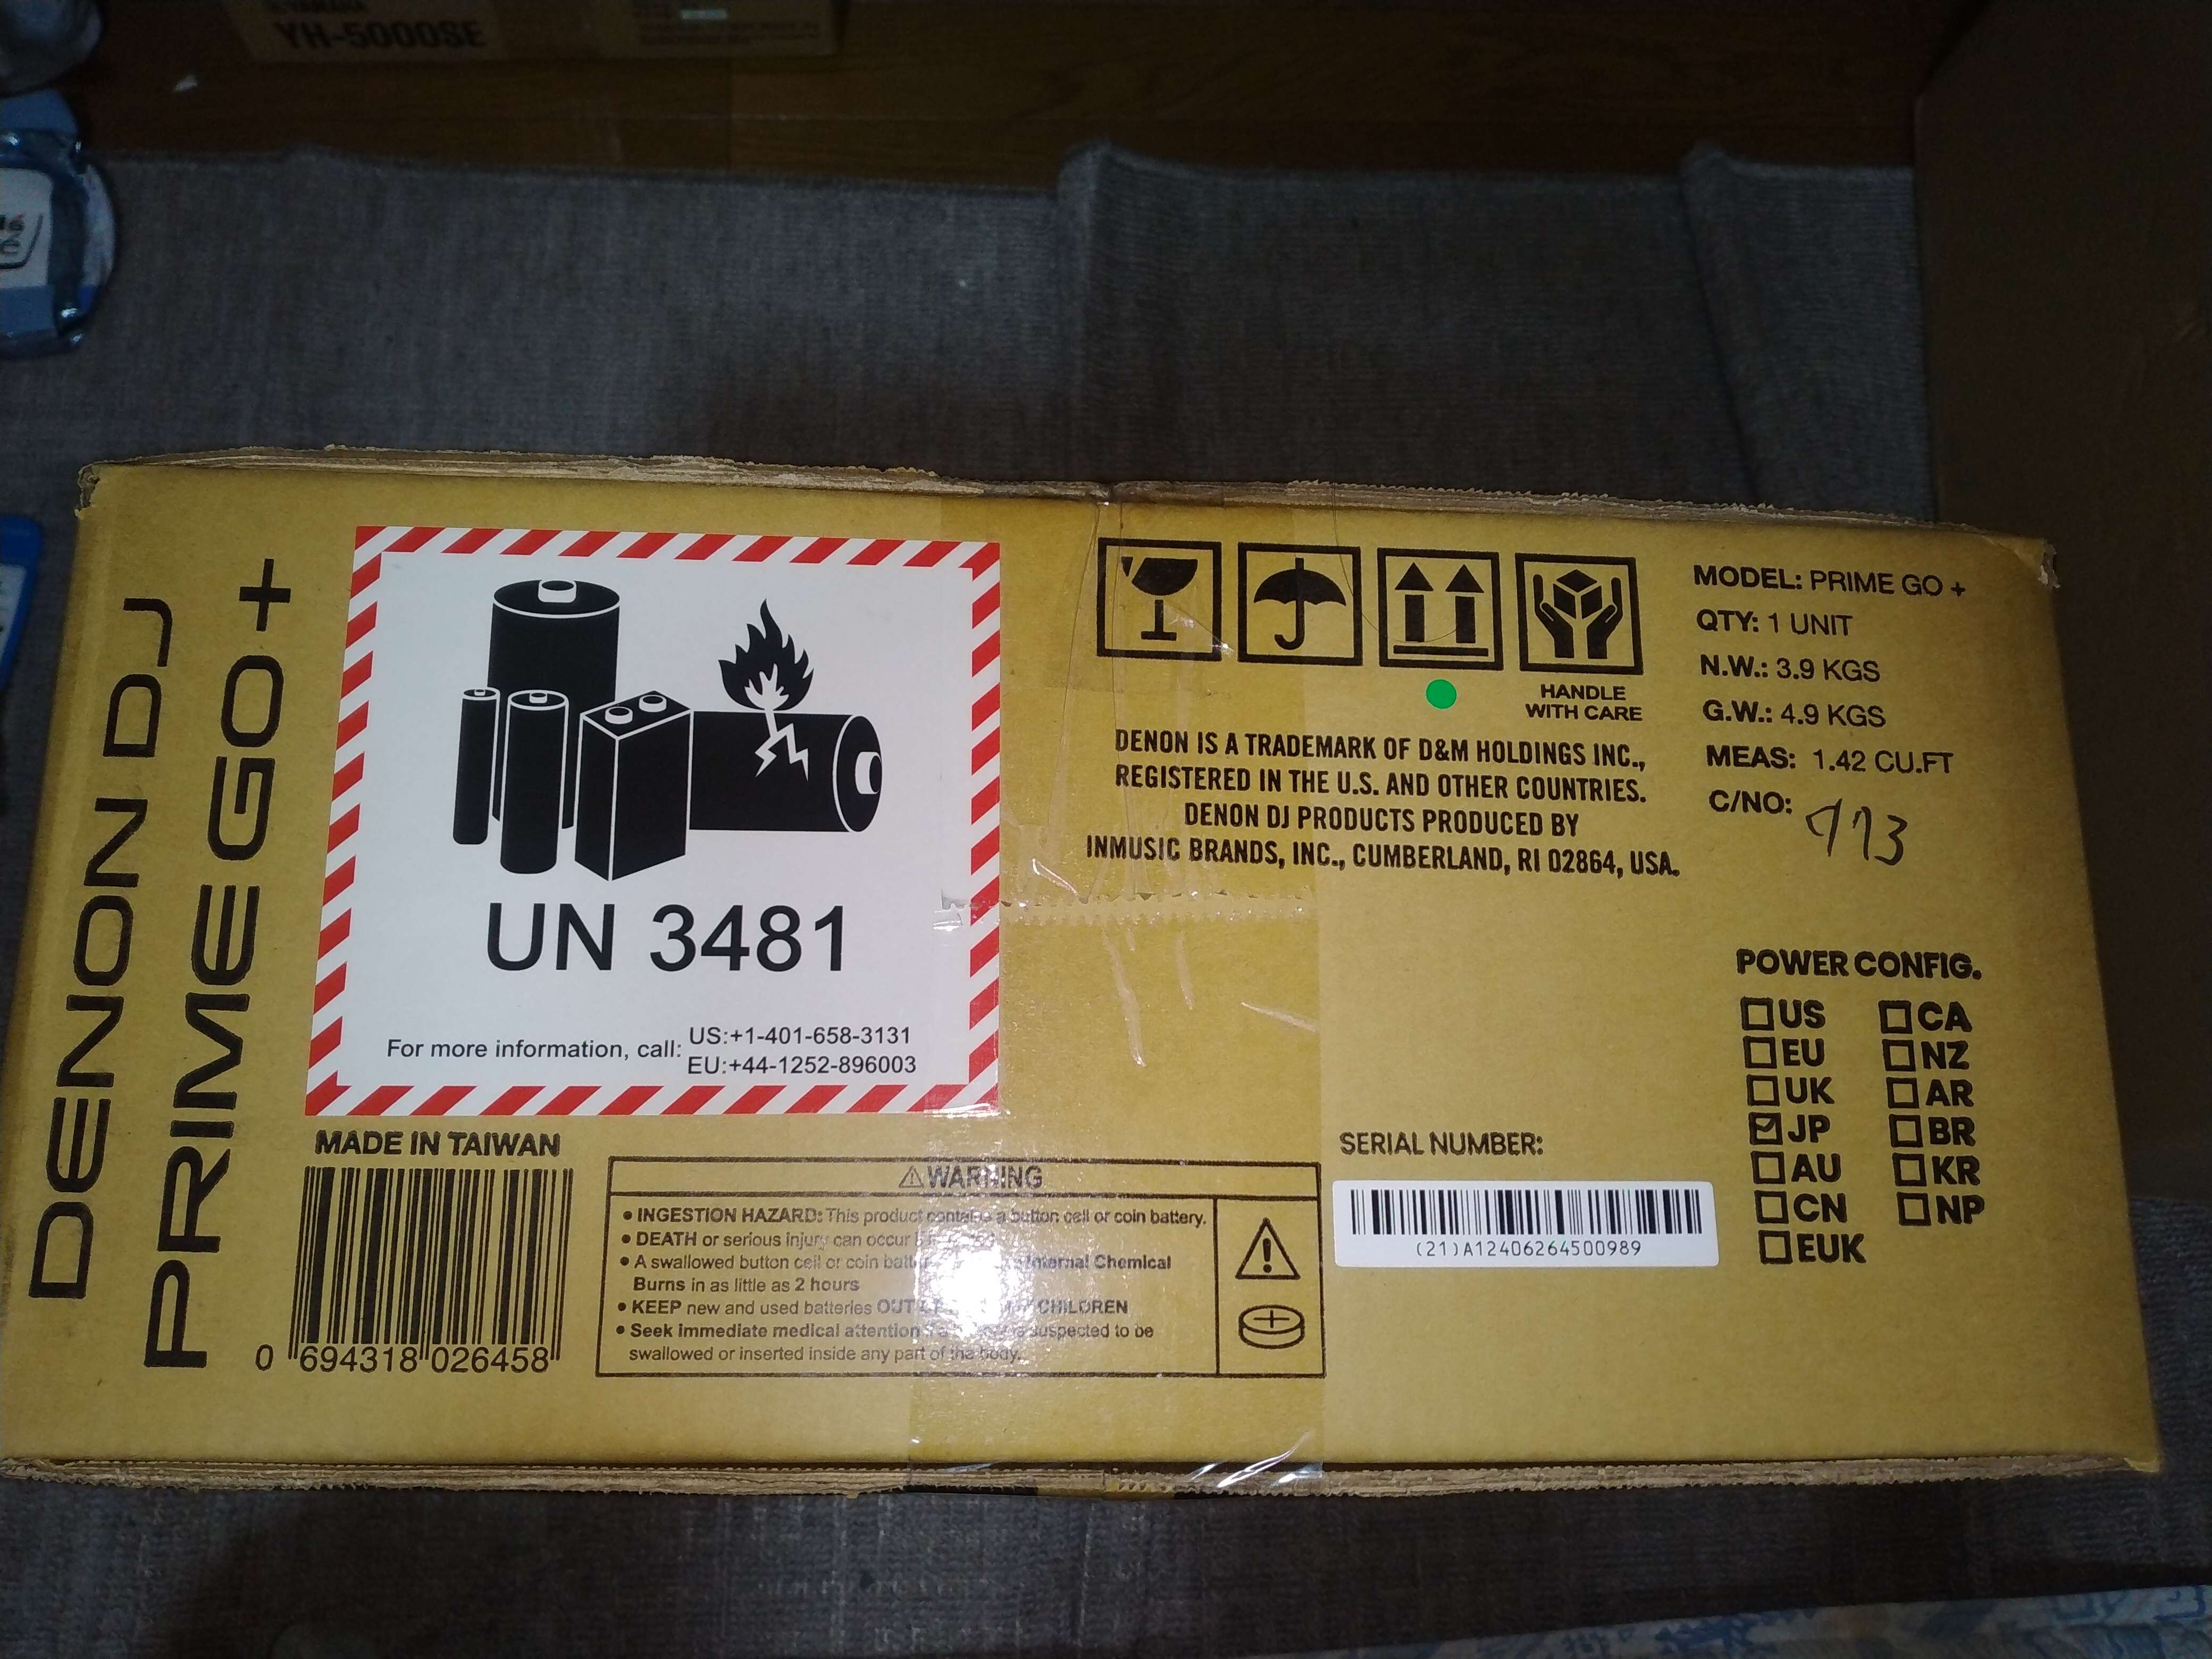 YAMAHA
YH-5000SE
DENON DJ
PRIME GO +
UN 3481
For more information, call:
US:+1-401-658-3131
EU:+44-1252-896003
MADE IN TAIWAN
0 694318 026458
HANDLE
WITH CARE
DENON IS A TRADEMARK OF D&M HOLDINGS INC.,
REGISTERED IN THE U.S. AND OTHER COUNTRIES.
DENON DJ PRODUCTS PRODUCED BY
INMUSIC BRANDS, INC., CUMBERLAND, RI 02864, USA.
WARNING
• INGESTION HAZARD: This product contains a button cell or coin battery.
• DEATH or serious injury can occur
• A swallowed button cell or coin Internal Chemical
Burns in as little as 2 hours
• KEEP new and used batteries OUT CHILDREN
• Seek immediate medical attention suspected to be
swallowed or inserted inside any part of the body.
MODEL: PRIME GO +
QTY: 1 UNIT
N.W.: 3.9 KGS
G.W.: 4.9 KGS
MEAS: 1.42 CU.FT
C/NO:
SERIAL NUMBER:
(21)A12406264500989
POWER CONFIG.
US CA
EU NZ
UK AR
JP BR
AU KR
CN NP
EUK